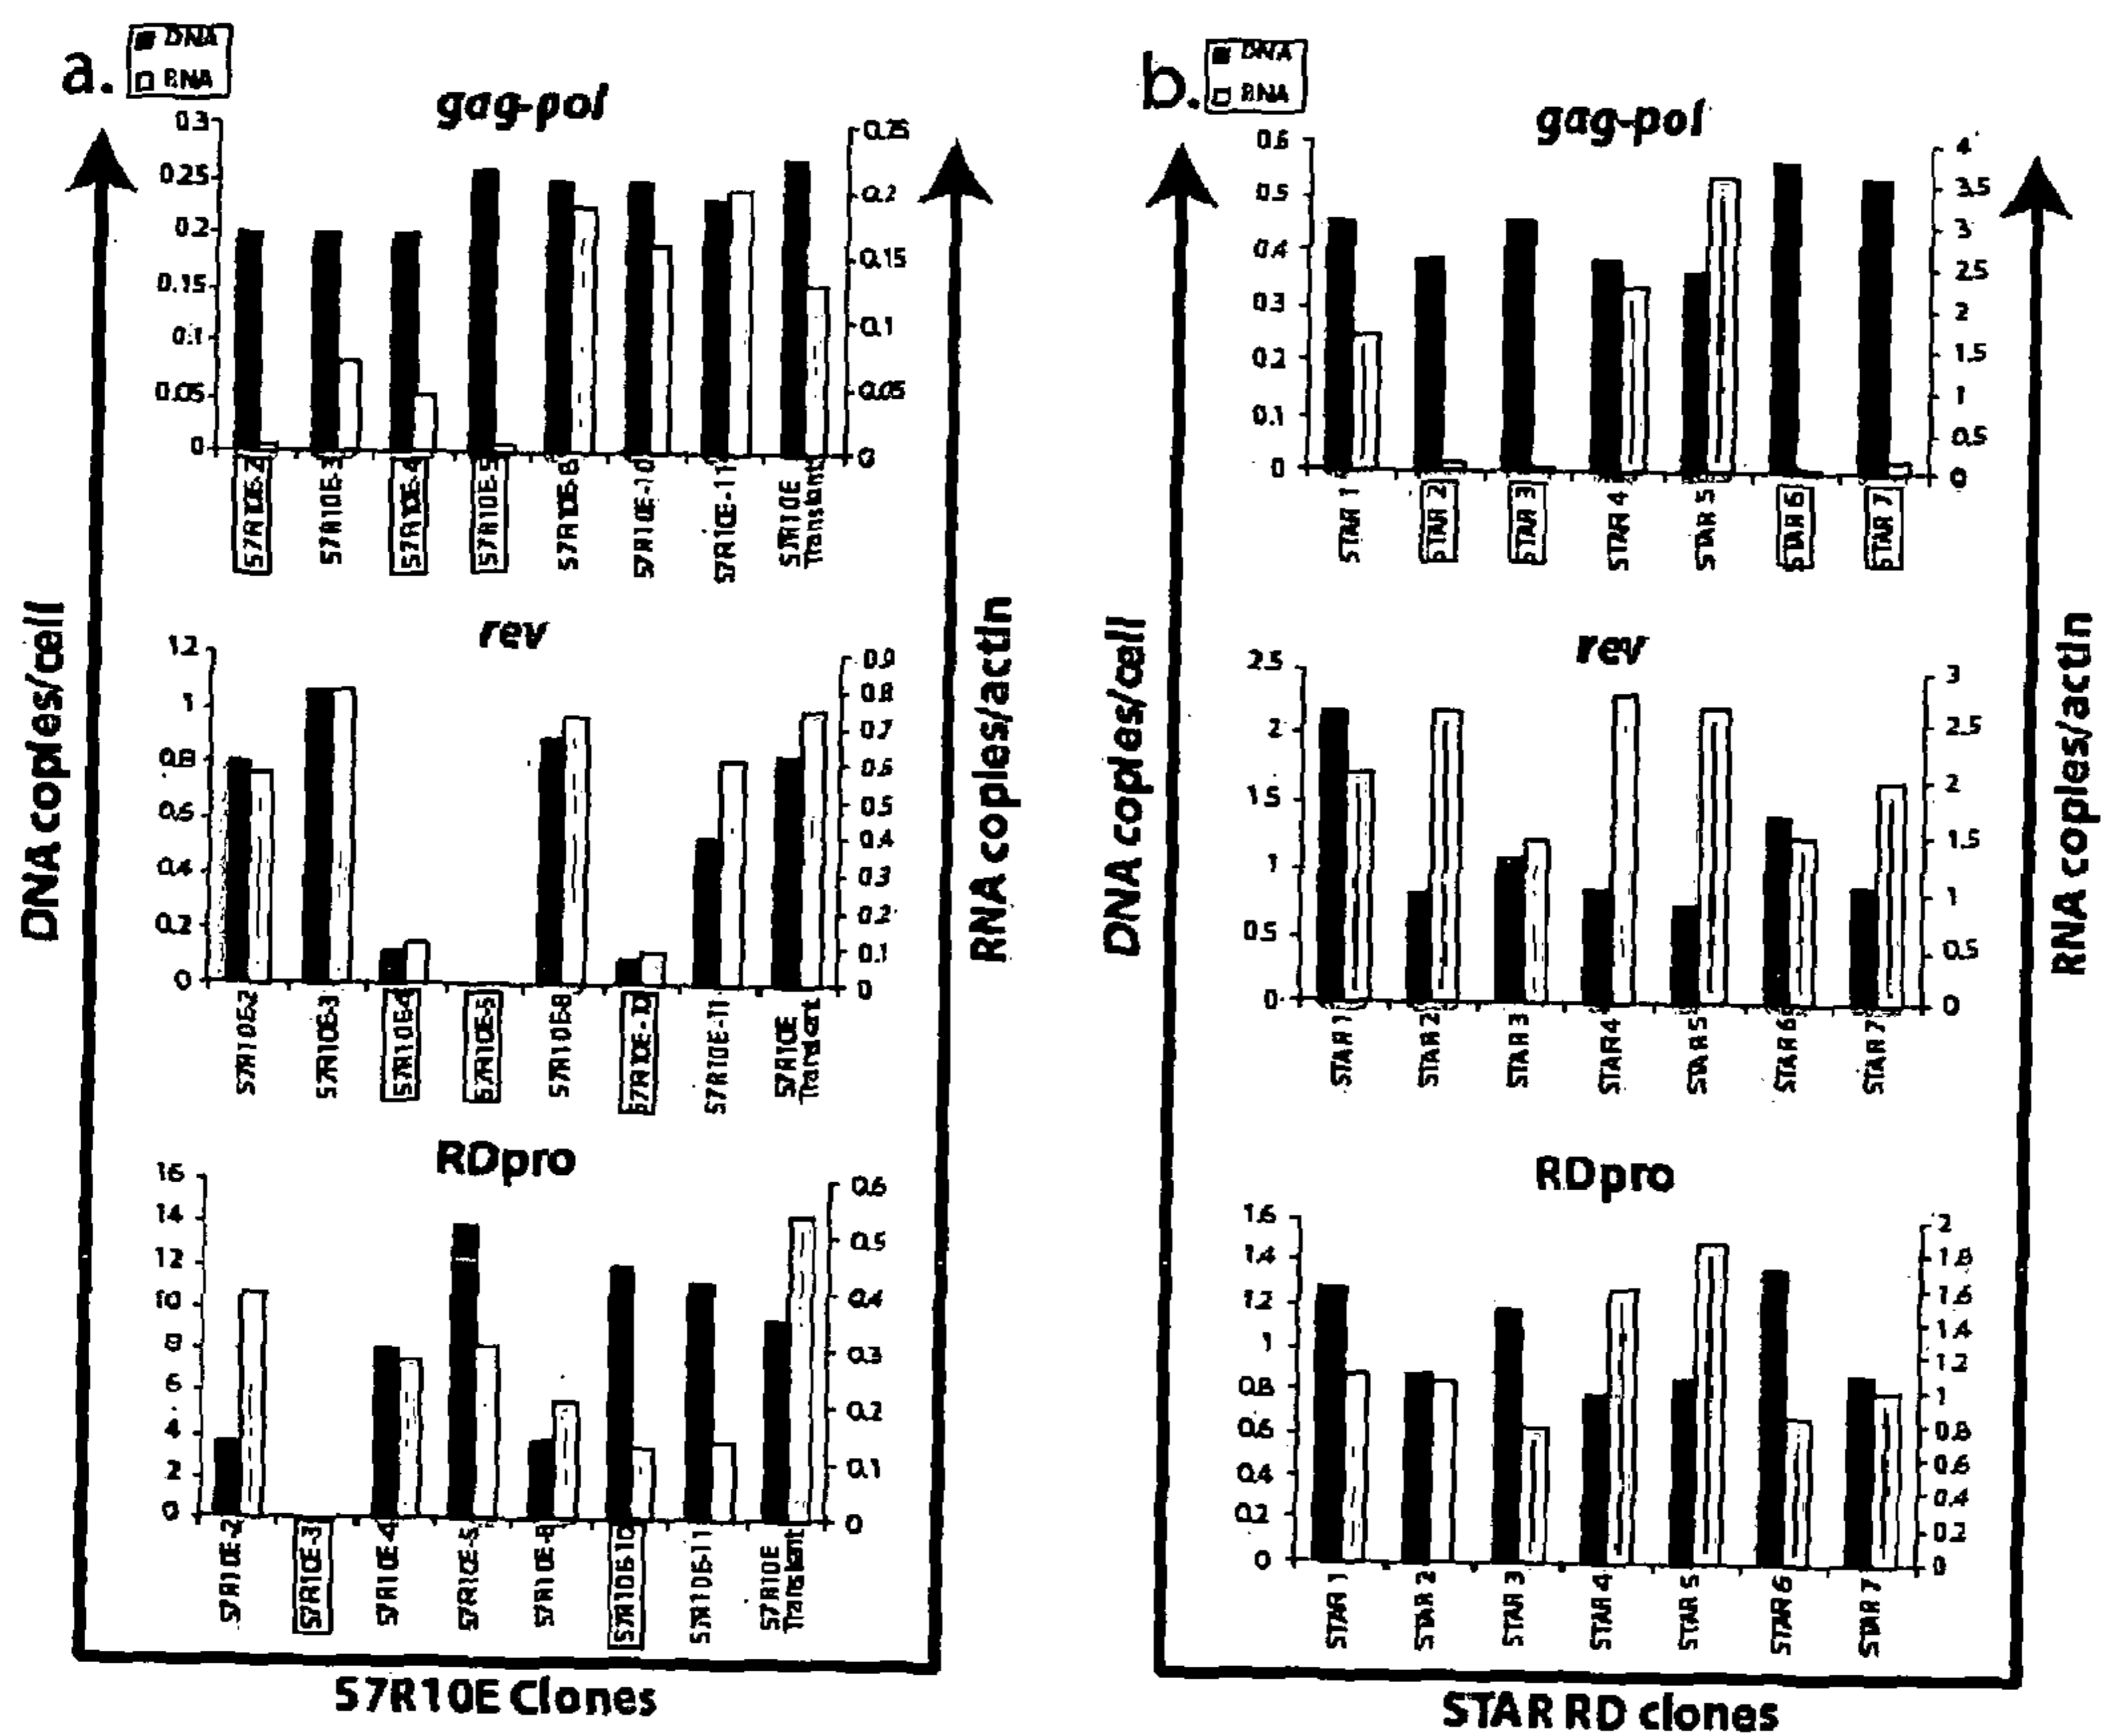 a.
DNA
RNA
gag-pol
0.3
0.25
0.2
0.15
0.1
0.05
0
0.25
0.2
0.15
0.1
0.05
0
S7R10E-2
S7R10E-3
S7R10E-4
S7R10E-5
S7R10E-8
S7R10E-10
S7R10E-11
S7R10E
Transient
rev
1.2
1
0.8
0.6
0.4
0.2
0
0.9
0.8
0.7
0.6
0.5
0.4
0.3
0.2
0.1
0
S7R10E-2
S7R10E-3
S7R10E-4
S7R10E-5
S7R10E-8
S7R10E-10
S7R10E-11
S7R10E
Transient
RDpro
16
14
12
10
8
6
4
2
0
0.6
0.5
0.4
0.3
0.2
0.1
0
S7R10E-2
S7R10E-3
S7R10E-4
S7R10E-5
S7R10E-8
S7R10E-10
S7R10E-11
S7R10E
Transient
DNA copies/cell
RNA copies/actin
S7R10E Clones
b.
DNA
RNA
gag-pol
0.6
0.5
0.4
0.3
0.2
0.1
0
4
3.5
3
2.5
2
1.5
1
0.5
0
STAR 1
STAR 2
STAR 3
STAR 4
STAR 5
STAR 6
STAR 7
rev
2.5
2
1.5
1
0.5
0
3
2.5
2
1.5
1
0.5
0
STAR 1
STAR 2
STAR 3
STAR 4
STAR 5
STAR 6
STAR 7
RDpro
1.6
1.4
1.2
1
0.8
0.6
0.4
0.2
0
2
1.8
1.6
1.4
1.2
1
0.8
0.6
0.4
0.2
0
STAR 1
STAR 2
STAR 3
STAR 4
STAR 5
STAR 6
STAR 7
DNA copies/cell
RNA copies/actin
STAR RD clones